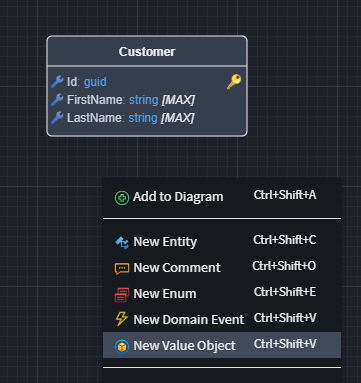 Customer
Id: guid
FirstName: string [MAX]
LastName: string [MAX]
Add to Diagram Ctrl+Shift+A
New Entity Ctrl+Shift+C
New Comment Ctrl+Shift+O
New Enum Ctrl+Shift+E
New Domain Event Ctrl+Shift+V
New Value Object Ctrl+Shift+V